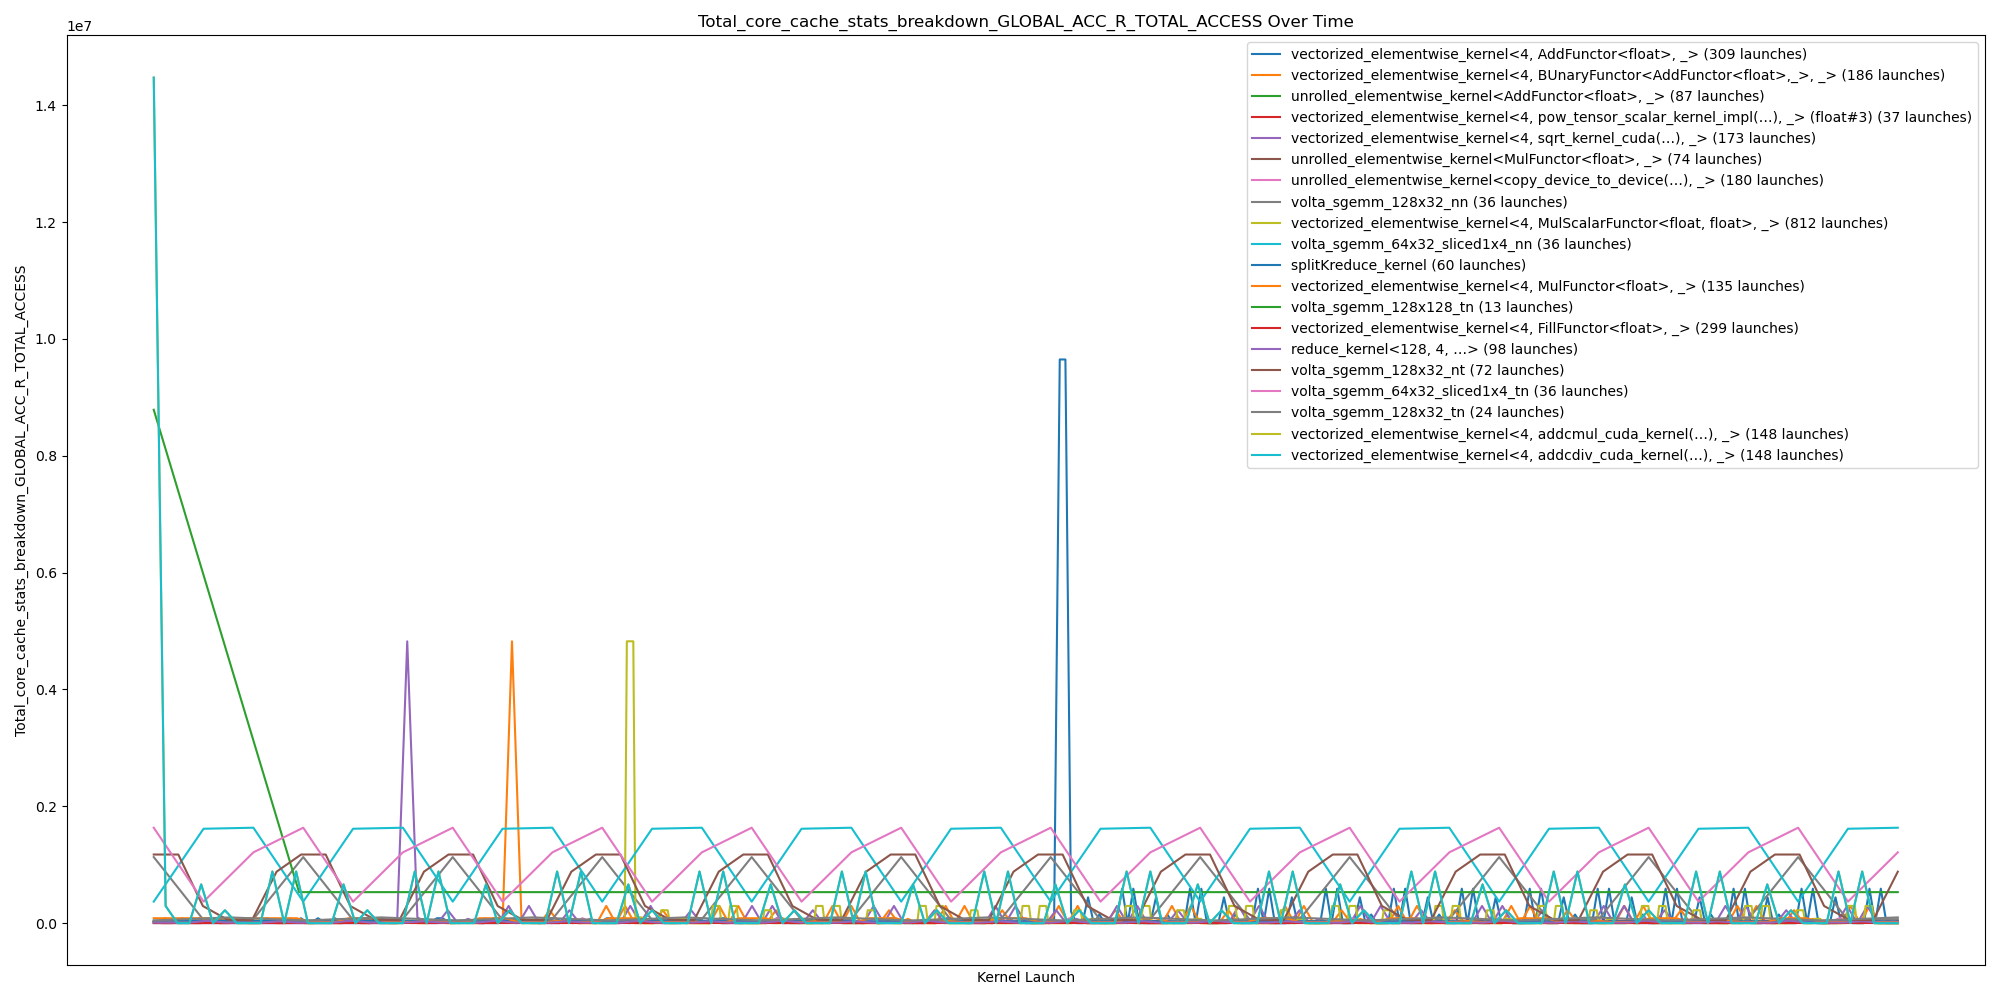 Total_core_cache_stats_breakdown_GLOBAL_ACC_R_TOTAL_ACCESS Over Time
1e7
vectorized_elementwise_kernel<4, AddFunctor<float>, _> (309 launches)
vectorized_elementwise_kernel<4, BUnaryFunctor<AddFunctor<float>,_>, _> (186 launches)
unrolled_elementwise_kernel<AddFunctor<float>, _> (87 launches)
vectorized_elementwise_kernel<4, pow_tensor_scalar_kernel_impl(...), _> (float#3) (37 launches)
vectorized_elementwise_kernel<4, sqrt_kernel_cuda(...), _> (173 launches)
unrolled_elementwise_kernel<MulFunctor<float>, _> (74 launches)
unrolled_elementwise_kernel<copy_device_to_device(...), _> (180 launches)
volta_sgemm_128x32_nn (36 launches)
vectorized_elementwise_kernel<4, MulScalarFunctor<float, float>, _> (812 launches)
volta_sgemm_64x32_sliced1x4_nn (36 launches)
splitKreduce_kernel (60 launches)
vectorized_elementwise_kernel<4, MulFunctor<float>, _> (135 launches)
volta_sgemm_128x128_tn (13 launches)
vectorized_elementwise_kernel<4, FillFunctor<float>, _> (299 launches)
reduce_kernel<128, 4, ...> (98 launches)
volta_sgemm_128x32_nt (72 launches)
volta_sgemm_64x32_sliced1x4_tn (36 launches)
volta_sgemm_128x32_tn (24 launches)
vectorized_elementwise_kernel<4, addcmul_cuda_kernel(...), _> (148 launches)
vectorized_elementwise_kernel<4, addcdiv_cuda_kernel(...), _> (148 launches)
1.4
1.2
1.0
0.8
0.6
0.4
0.2
0.0
Total_core_cache_stats_breakdown_GLOBAL_ACC_R_TOTAL_ACCESS
Kernel Launch